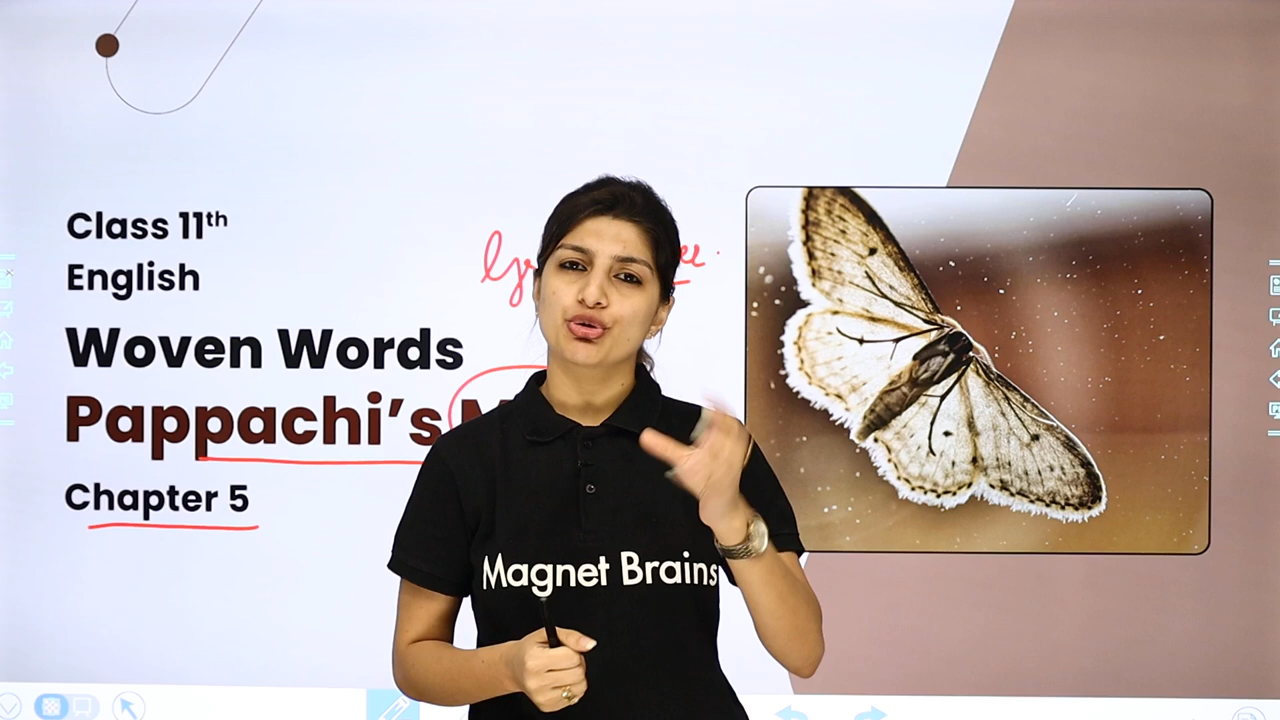 Class 11th
English
Woven Words
Pappachi's
Chapter 5
Magnet Brains